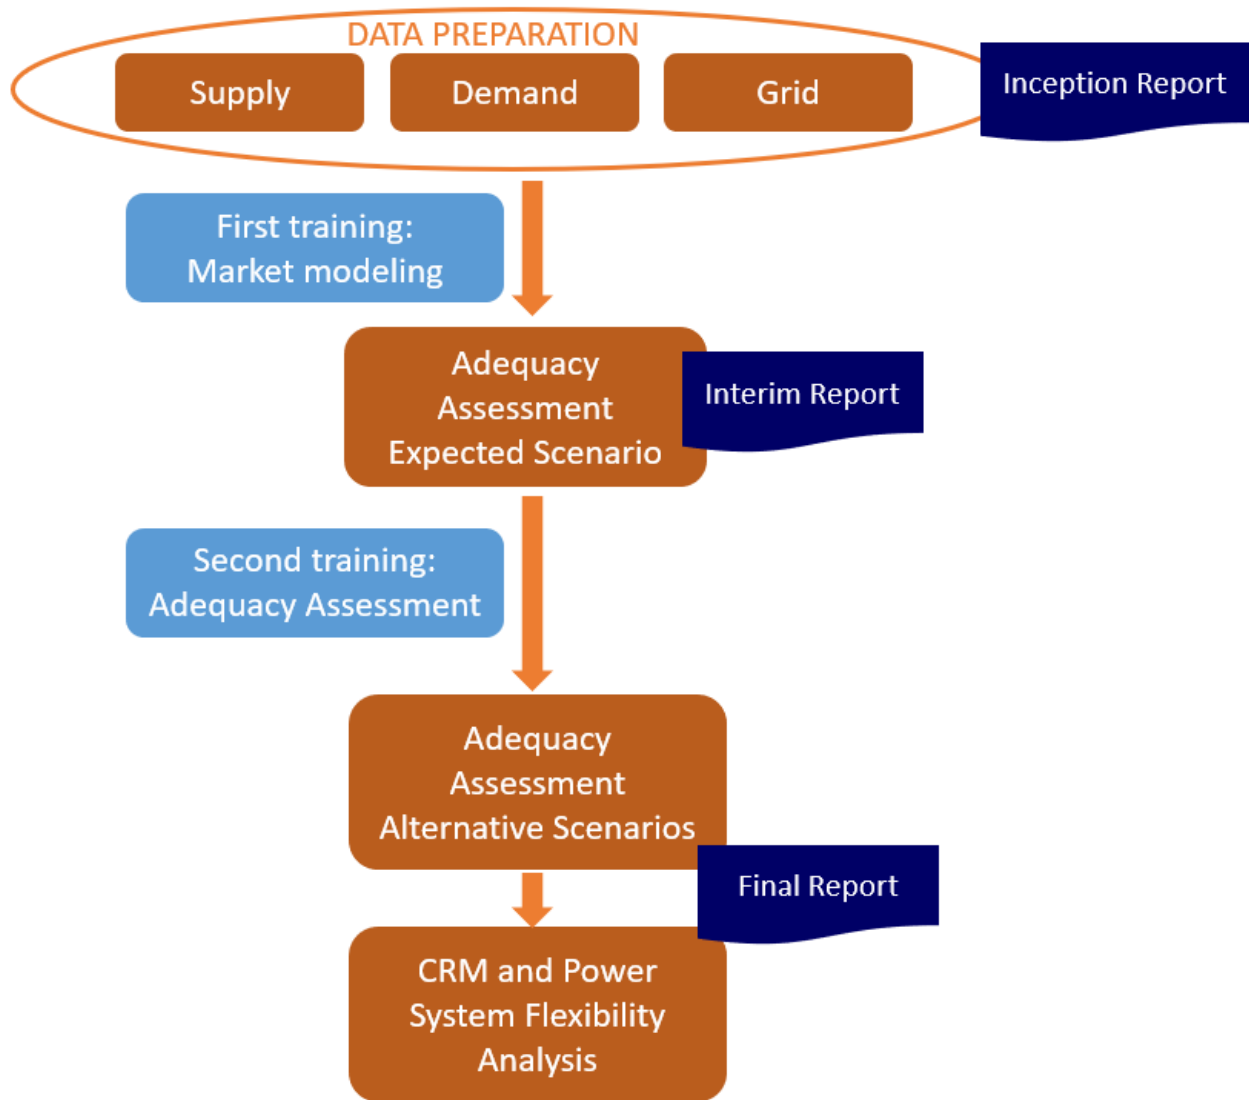 DATA PREPARATION
Supply
Demand
Grid
Inception Report
First training:
Market modeling
Adequacy
Assessment
Expected Scenario
Interim Report
Second training:
Adequacy Assessment
Adequacy
Assessment
Alternative Scenarios
Final Report
CRM and Power
System Flexibility
Analysis